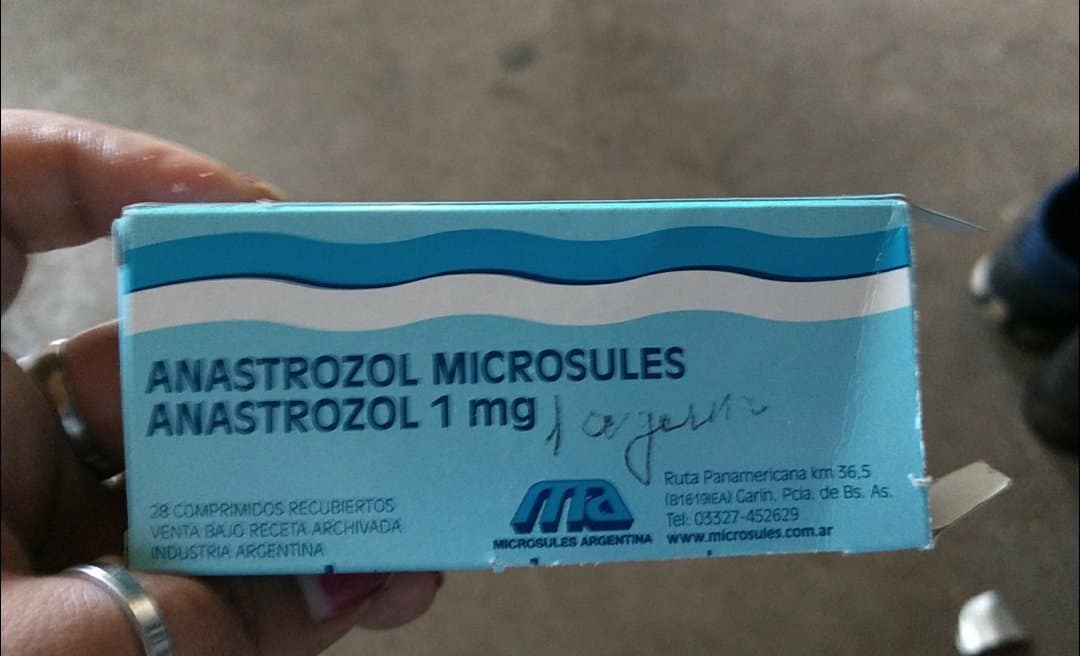 ANASTROZOL MICROSULES
ANASTROZOL 1 mg
28 COMPRIMIDOS RECUBIERTOS
VENTA BAJO RECETA ARCHIVADA
INDUSTRIA ARGENTINA
MICROSULES ARGENTINA
Ruta Panamericana km 36,5
(B1619IEA) Garín. Pcia. de Bs. As.
Tel: 03327-452629
www.microsules.com.ar